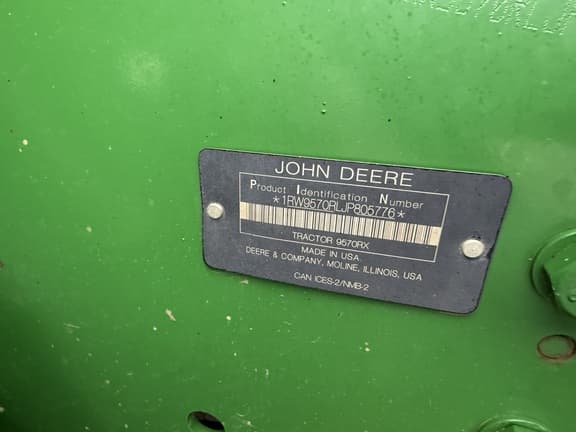 JOHN DEERE
Product Identification Number
*1RW9570RLJP805776*
TRACTOR 9570RX
MADE IN USA
DEERE & COMPANY, MOLINE, ILLINOIS, USA
CAN ICES-2/NMB-2